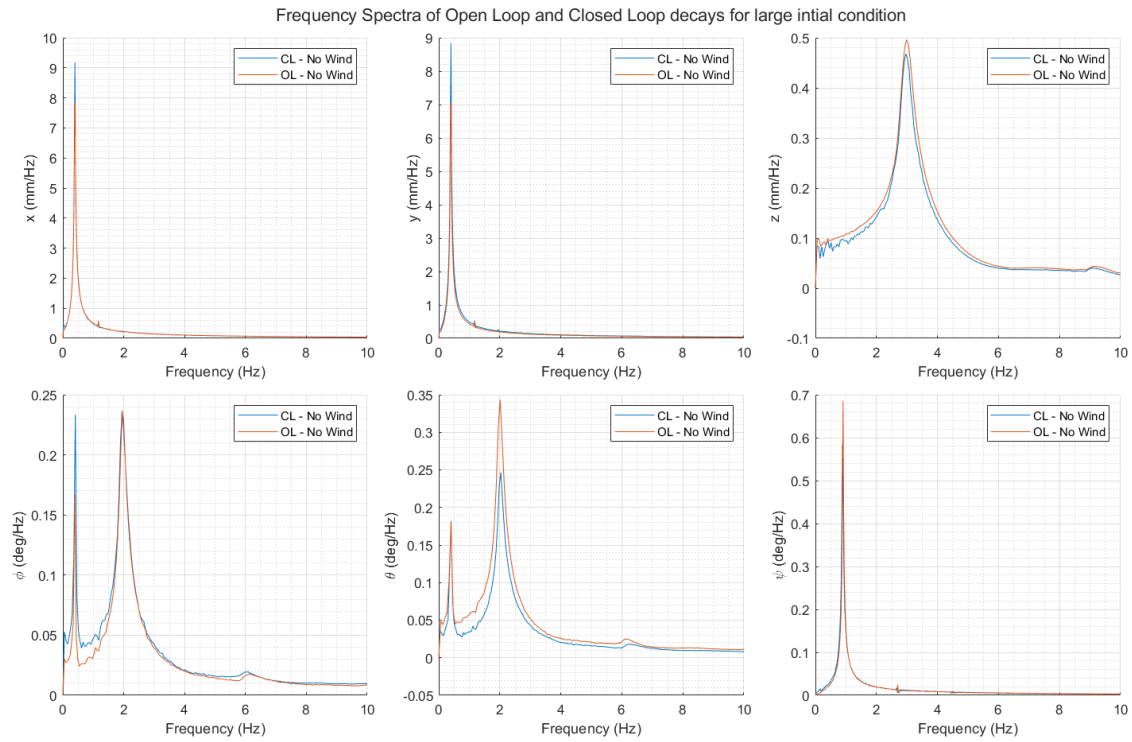 Frequency Spectra of Open Loop and Closed Loop decays for large intial condition
10
9
8
7
6
5
4
3
2
1
0
x (mm/Hz)
CL - No Wind
OL - No Wind
0 2 4 6 8 10
Frequency (Hz)
9
8
7
6
5
4
3
2
1
0
y (mm/Hz)
CL - No Wind
OL - No Wind
0 2 4 6 8 10
Frequency (Hz)
0.5
0.4
0.3
0.2
0.1
0
-0.1
z (mm/Hz)
CL - No Wind
OL - No Wind
0 2 4 6 8 10
Frequency (Hz)
0.25
0.2
0.15
0.1
0.05
0
ϕ (deg/Hz)
CL - No Wind
OL - No Wind
0 2 4 6 8 10
Frequency (Hz)
0.35
0.3
0.25
0.2
0.15
0.1
0.05
0
-0.05
θ (deg/Hz)
CL - No Wind
OL - No Wind
0 2 4 6 8 10
Frequency (Hz)
0.7
0.6
0.5
0.4
0.3
0.2
0.1
0
ψ (deg/Hz)
CL - No Wind
OL - No Wind
0 2 4 6 8 10
Frequency (Hz)